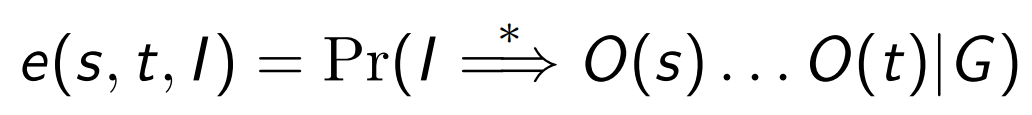 e(s, t, I) = Pr(I ⟹* O(s) … O(t)|G)